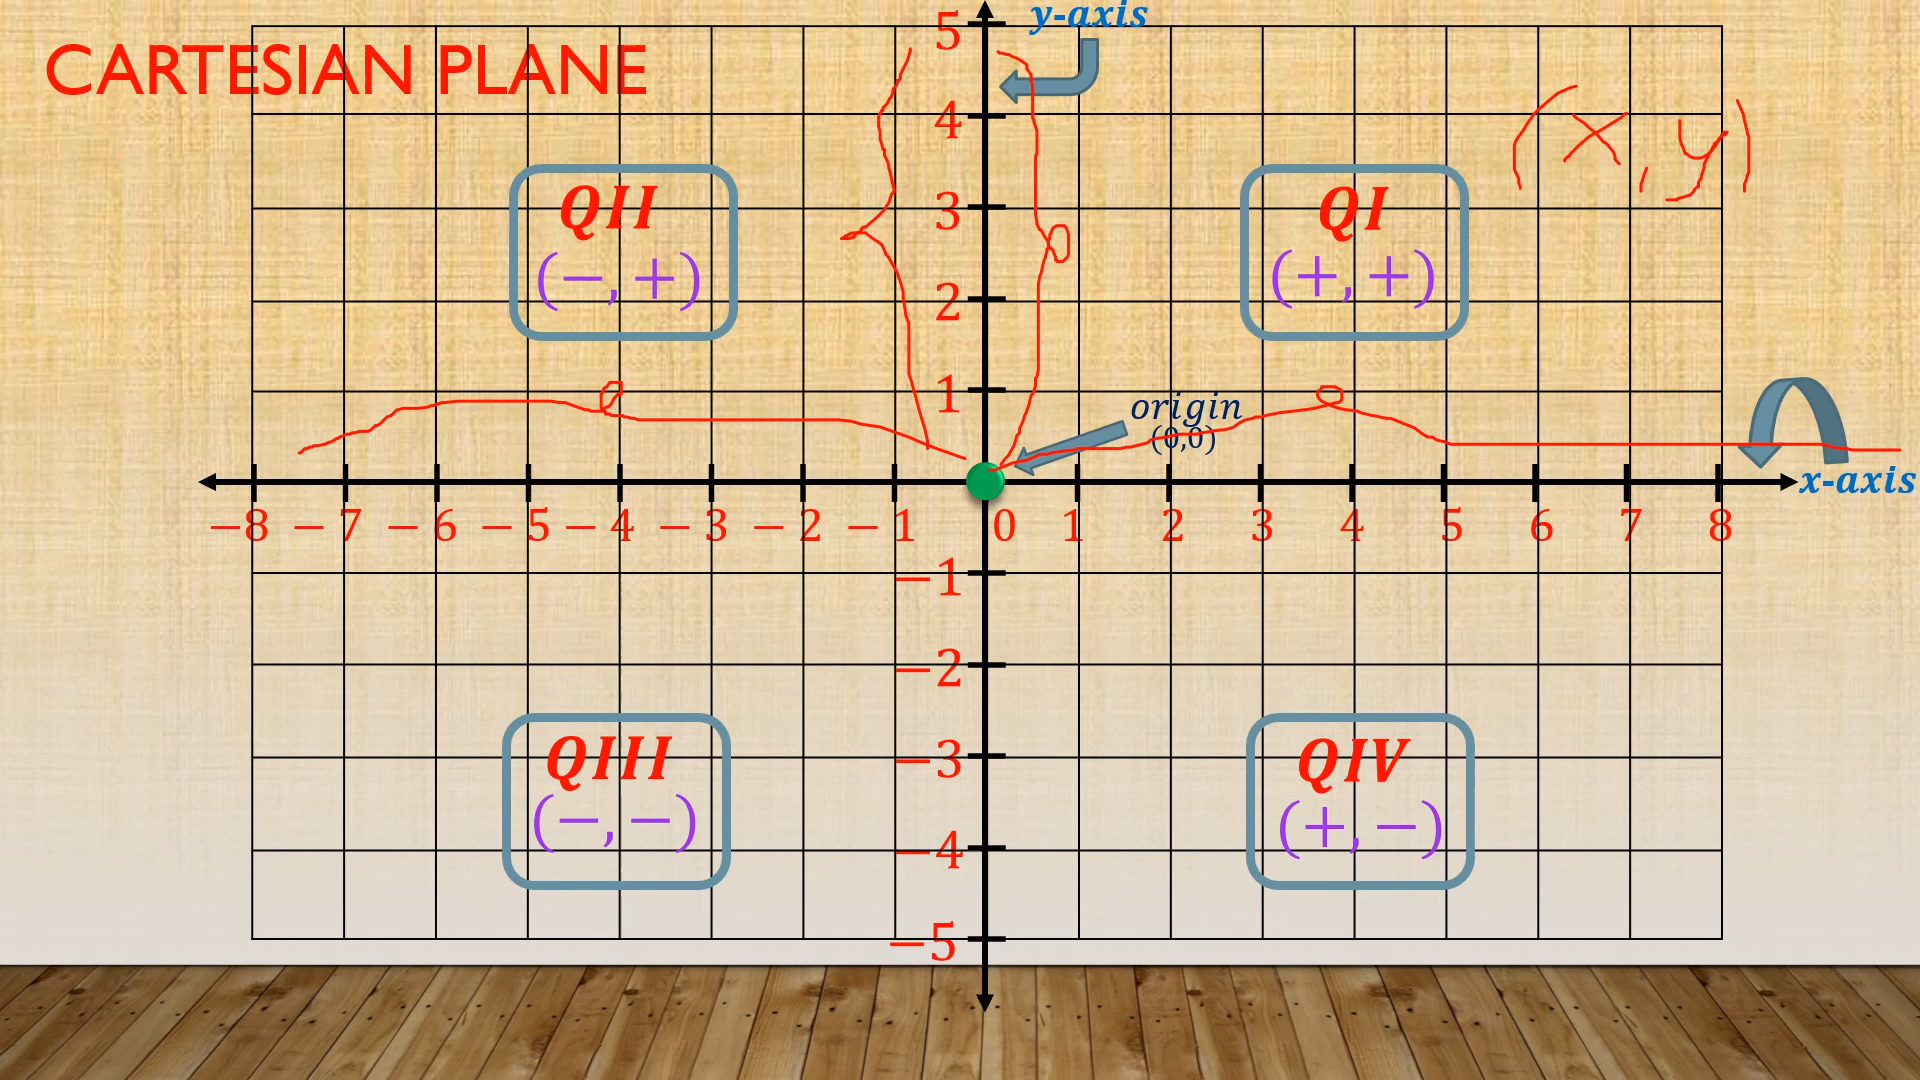 y-axis
CARTESIAN PLANE
5
4
(x, y)
QII
(−, +)
QI
(+, +)
3
2
1
origin
(0,0)
x-axis
−8 −7 −6 −5 −4 −3 −2 −1 0 1 2 3 4 5 6 7 8
−1
−2
QIII
(−, −)
QIV
(+, −)
−3
−4
−5